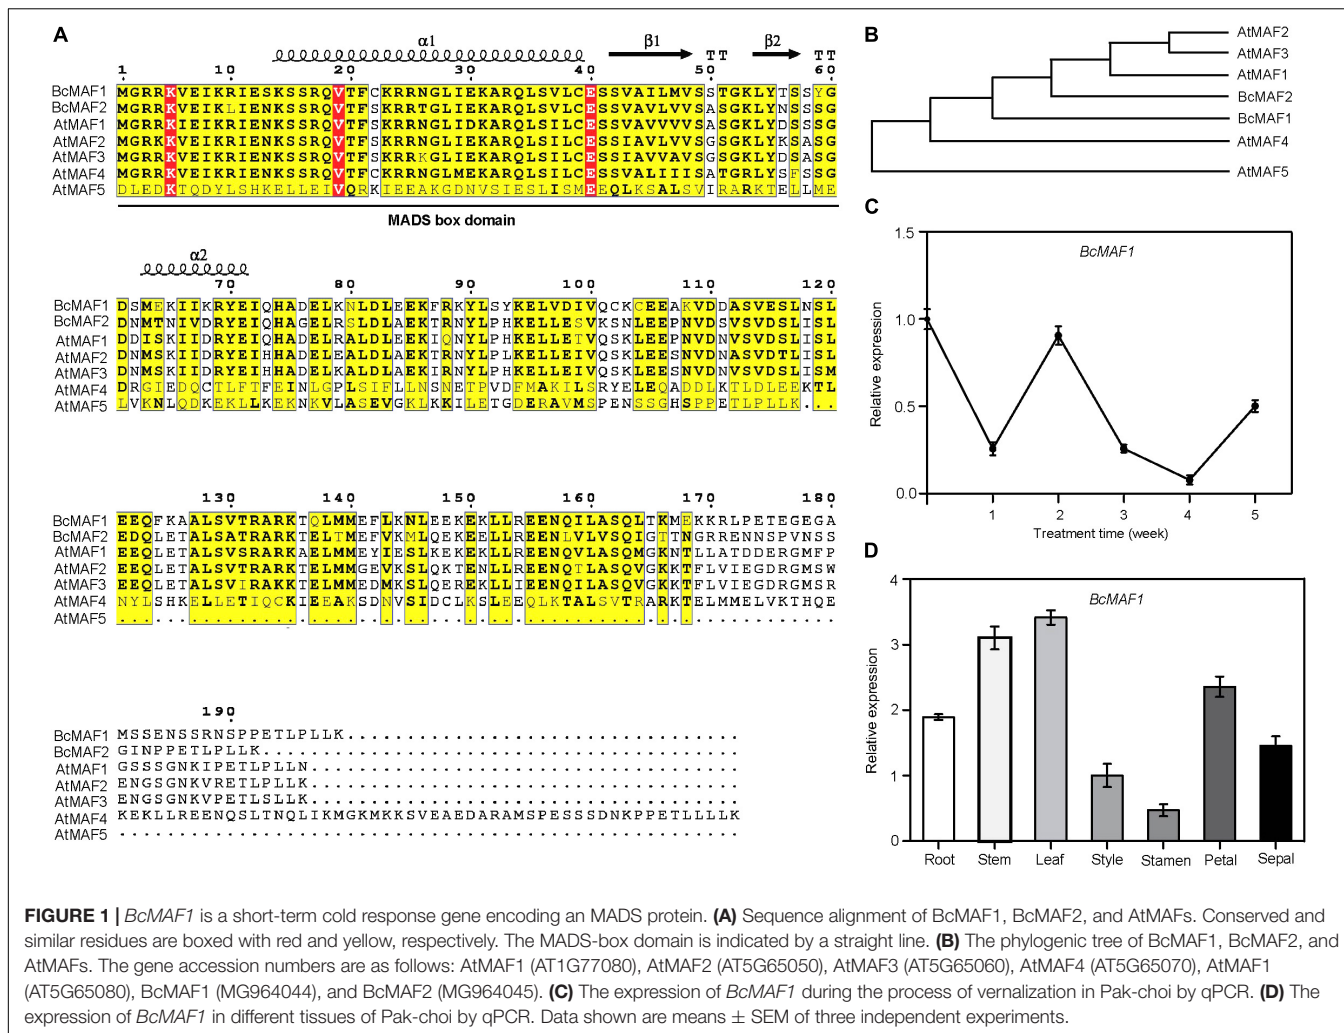 A
α1
β1
TT
β2
TT
1 10 20 30 40 50 60
BcMAF1 MGRRKVEIKRIESKSSRQVTFCKRRNGLIEKARQLSVLCESSVAILMVSSTGKLYTSSYG
BcMAF2 MGRRKVEIKLIENKSSRQVTFSKRRTGLIEKARQLSILCESSVAVLVVSASGKLYDSSSG
AtMAF1 MGRRKIEIKRIENKSSRQVTFSKRRNGLIDKARQLSILCESSVAVVVVSASGKLYDSSSG
AtMAF2 MGRKKVEIKRIENKSSRQVTFSKRRNGLIEKARQLSILCESSIAVLVVSGSGKLYKSASG
AtMAF3 MGRRKVEIKRIENKSSRQVTFSKRRKGLIEKARQLSILCESSIAVVAVSGSGKLYDSASG
AtMAF4 MGRRKVEIKRIENKSSRQVTFSKRRNGLMEKARQLSILCESSVALIIISATGRLYSFSSG
AtMAF5 DLEDKTQDYLSHKELLEIVQRKIEEAKGDNVSIESLISMEEQLKSALSVIRARKTELLME
MADS box domain
α2
70 80 90 100 110 120
BcMAF1 DSMEKIIKRYEIQHADELKNLDLEEKFRKYLSYKELVDIVQCKCEEAKVDDASVESLNSL
BcMAF2 DNMTNIVDRYEIQHAGELRSLDLAEKTRNYLPHKELLESVKSNLEEPNVDSVSVDSLISL
AtMAF1 DDISKIIDRYEIQHADELRALDLEEKIQNYLPHKELLETVQSKLEEPNVDNVSVDSLISL
AtMAF2 DNMSKIIDRYEIHHADELEALDLAEKTRNYLPLKELLEIVQSKLEESNVDNASVDTLISL
AtMAF3 DNMSKIIDRYEIHHADELKALDLAEKIRNYLPHKELLEIVQSKLEESNVDNVSVDSLISM
AtMAF4 DRGIEDQCTLFTFEINLGPLSIFLLNSNETPVDFMAKILSRYELEQADDLKTLDLEEKTL
AtMAF5 LVKNLQDKEKLLKEKNKVLASEVGKLKKILETGDERAVMSPENSSGHSPPETLPLLK...
130 140 150 160 170 180
BcMAF1 EEQFKAALSVTRARKTQLMMEFLKNLEEKEKLLREENQILASQLTKMEKKRLPETEGEGA
BcMAF2 EDQLETALSATRARKTELTMEFVKMLQEKEKLLREENLVLVSQIGTTNGRRENNSPVNSS
AtMAF1 EEQLETALSVSRARKAELMMEYIESLKEKEKLLREENQVLASQMGKNTLLATDDERGMFP
AtMAF2 EEQLETALSVTRARKTELMMGEVKSLQKTENLLREENQTLASQVGKKTFLVIEGDRGMSW
AtMAF3 EEQLETALSVIRAKKTELMMEDMKSLQEREKLLIEENQILASQVGKKTFLVIEGDRGMSR
AtMAF4 NYLSHKELLETIQCKIEEAKSDNVSIDCLKSLEEQLKTALSVTRARKTELMMELVKTHQE
AtMAF5 ............................................................
190
BcMAF1 MSSENSSRNSPPETLPLLK.................................
BcMAF2 GINPPETLPLLK........................................
AtMAF1 GSSSGNKIPETLPLLN....................................
AtMAF2 ENGSGNKVRETLPLLK....................................
AtMAF3 ENGSGNKVPETLSLLK....................................
AtMAF4 KEKLLREENQSLTNQLIKMGKMKKSVEAEDARAMSPESSSDNKPPETLLLLK
AtMAF5 ....................................................
B
AtMAF2
AtMAF3
AtMAF1
BcMAF2
BcMAF1
AtMAF4
AtMAF5
C
BcMAF1
Relative expression
1.5
1.0
0.5
0.0
1 2 3 4 5
Treatment time (week)
D
BcMAF1
Relative expression
4
3
2
1
0
Root Stem Leaf Style Stamen Petal Sepal
FIGURE 1 | BcMAF1 is a short-term cold response gene encoding an MADS protein. (A) Sequence alignment of BcMAF1, BcMAF2, and AtMAFs. Conserved and
similar residues are boxed with red and yellow, respectively. The MADS-box domain is indicated by a straight line. (B) The phylogenic tree of BcMAF1, BcMAF2, and
AtMAFs. The gene accession numbers are as follows: AtMAF1 (AT1G77080), AtMAF2 (AT5G65050), AtMAF3 (AT5G65060), AtMAF4 (AT5G65070), AtMAF1
(AT5G65080), BcMAF1 (MG964044), and BcMAF2 (MG964045). (C) The expression of BcMAF1 during the process of vernalization in Pak-choi by qPCR. (D) The
expression of BcMAF1 in different tissues of Pak-choi by qPCR. Data shown are means ± SEM of three independent experiments.